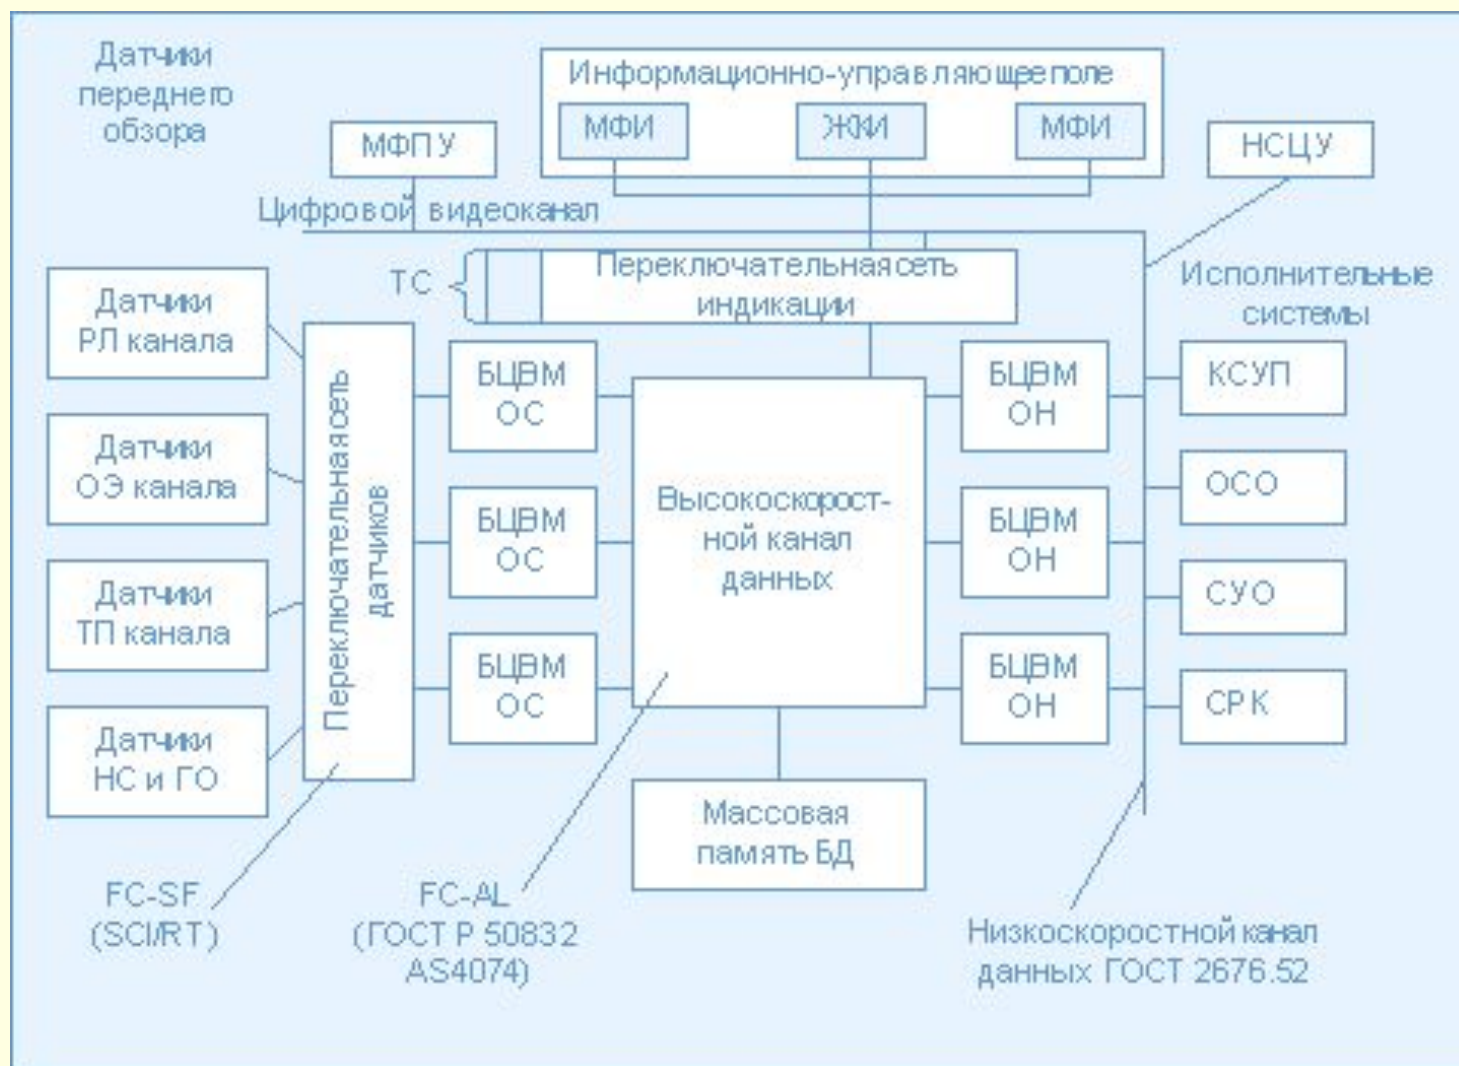 Датчики
переднего
обзора
Информационно-управляющее поле
МФИ
ЖКИ
МФИ
МФПУ
НСЦУ
Цифровой видеоканал
ТС
Переключательная сеть
индикации
Исполнительные
системы
Датчики
РЛ канала
Датчики
ОЭ канала
Датчики
ТП канала
Датчики
НС и ГО
Переключательная сеть
датчиков
БЦВМ
ОС
БЦВМ
ОС
БЦВМ
ОС
Высокоскорост-
ной канал
данных
БЦВМ
ОН
БЦВМ
ОН
БЦВМ
ОН
КСУП
ОСО
СУО
СРК
Массовая
память БД
FC-SF
(SCI/RT)
FC-AL
(ГОСТ Р 50832
AS4074)
Низкоскоростной канал
данных ГОСТ 2676.52